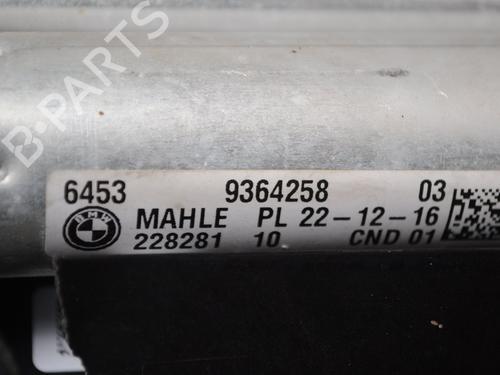 6453 9364258 03
BMW MAHLE PL 22-12-16
228281 10 CND 01
B-PARTS